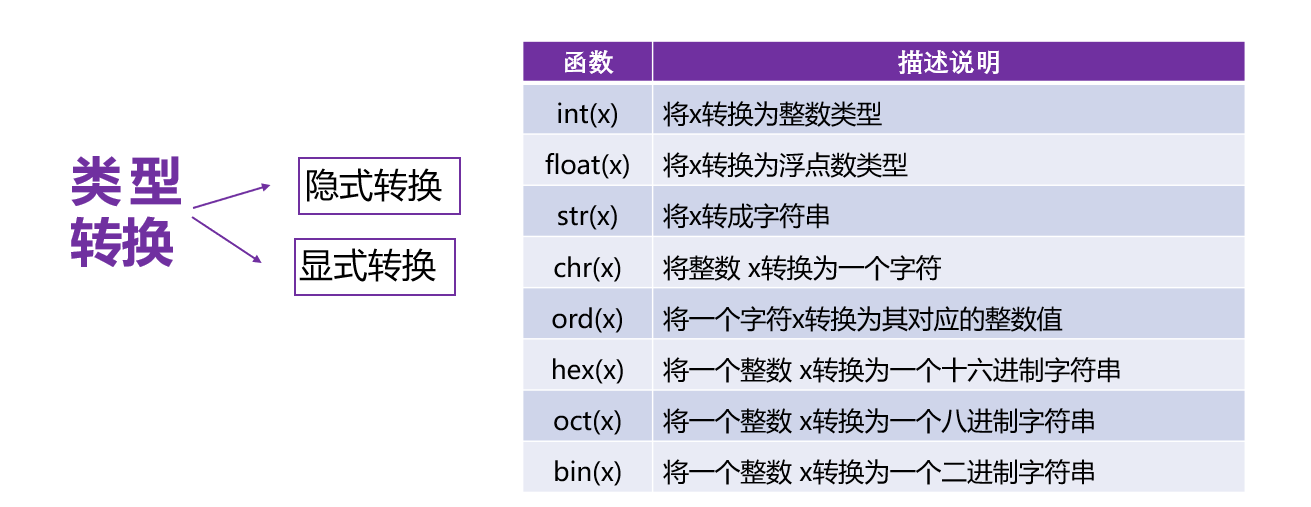 类型
转换
隐式转换
显式转换
函数 描述说明
int(x) 将x转换为整数类型
float(x) 将x转换为浮点数类型
str(x) 将x转成字符串
chr(x) 将整数 x转换为一个字符
ord(x) 将一个字符x转换为其对应的整数值
hex(x) 将一个整数 x转换为一个十六进制字符串
oct(x) 将一个整数 x转换为一个八进制字符串
bin(x) 将一个整数 x转换为一个二进制字符串